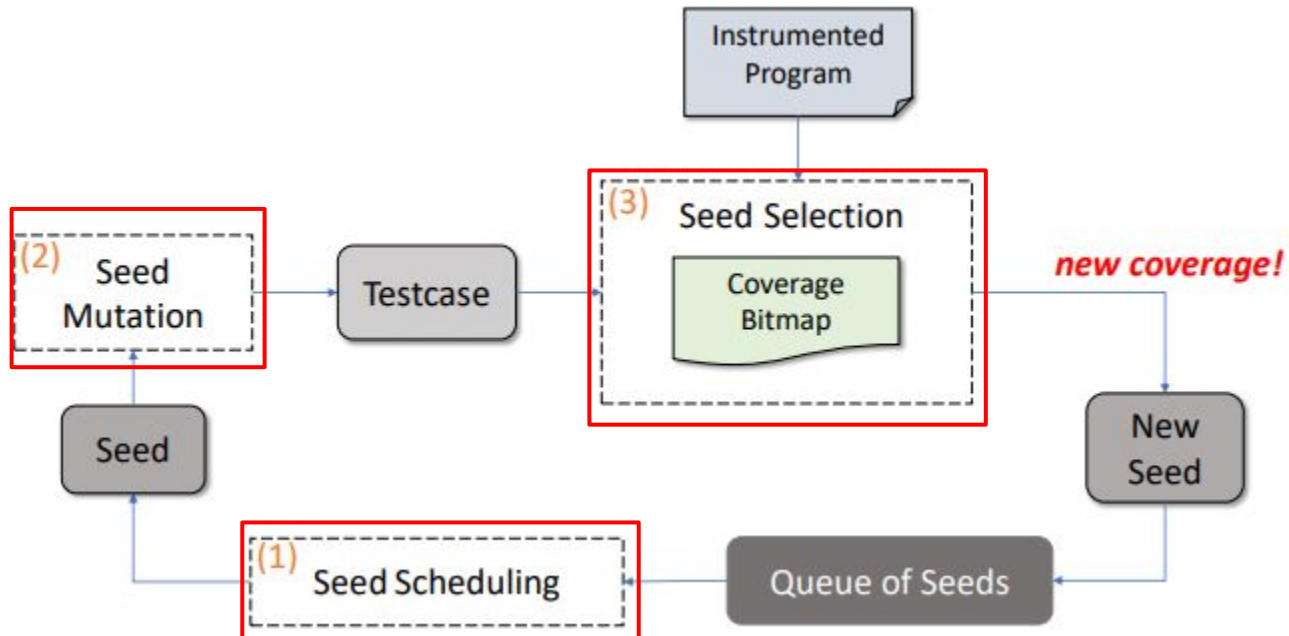 Instrumented
Program
(3)
Seed Selection
Coverage
Bitmap
new coverage!
(2)
Seed
Mutation
Testcase
Seed
New
Seed
(1)
Seed Scheduling
Queue of Seeds